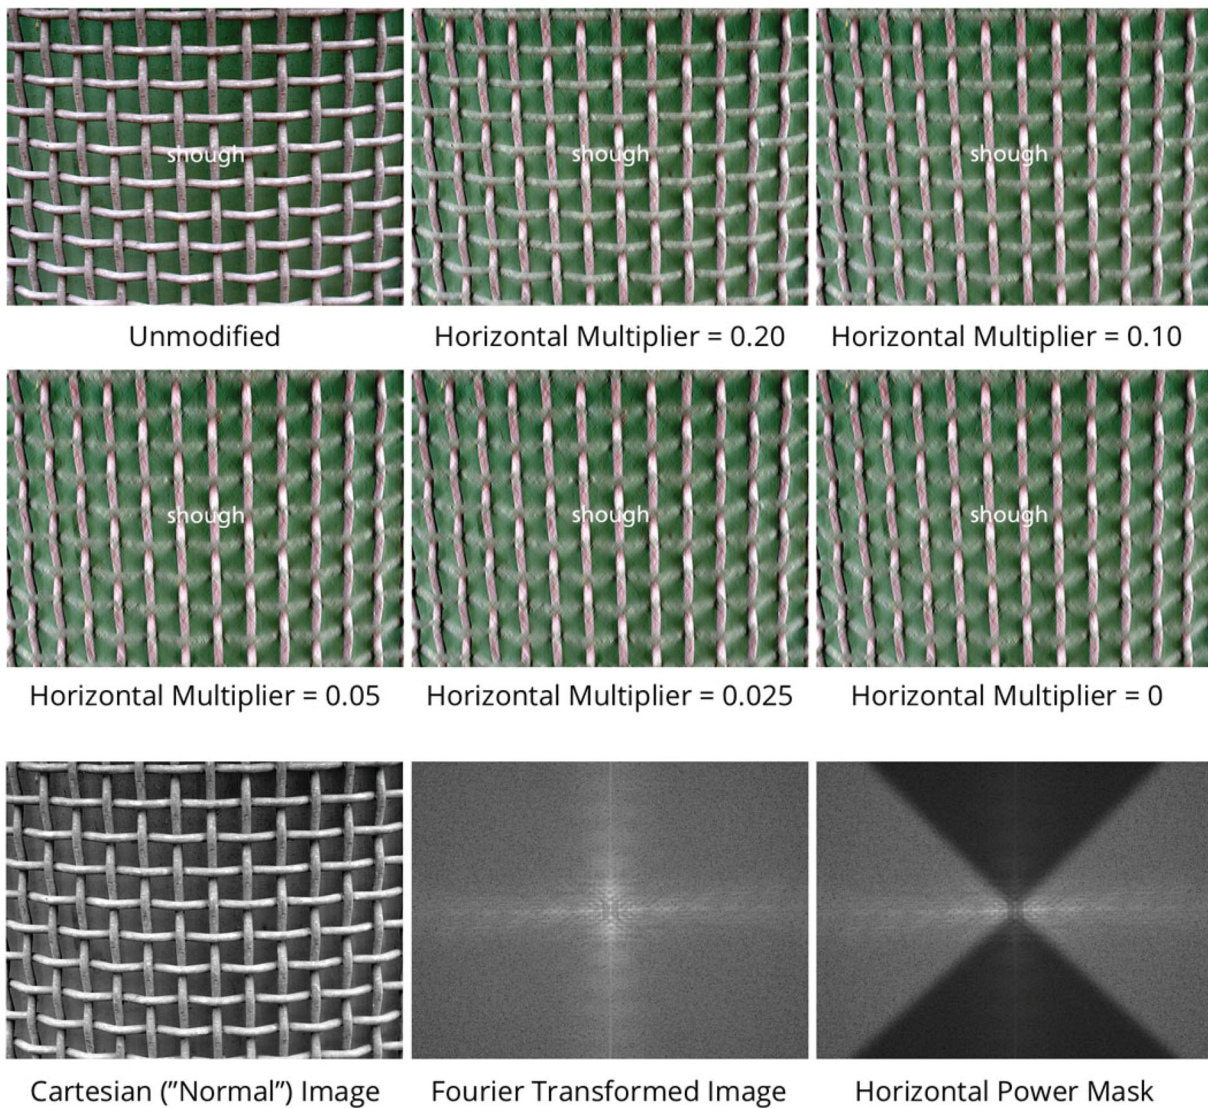 shough
shough
shough
Unmodified
Horizontal Multiplier = 0.20
Horizontal Multiplier = 0.10
shough
shough
shough
Horizontal Multiplier = 0.05
Horizontal Multiplier = 0.025
Horizontal Multiplier = 0
Cartesian (”Normal”) Image
Fourier Transformed Image
Horizontal Power Mask